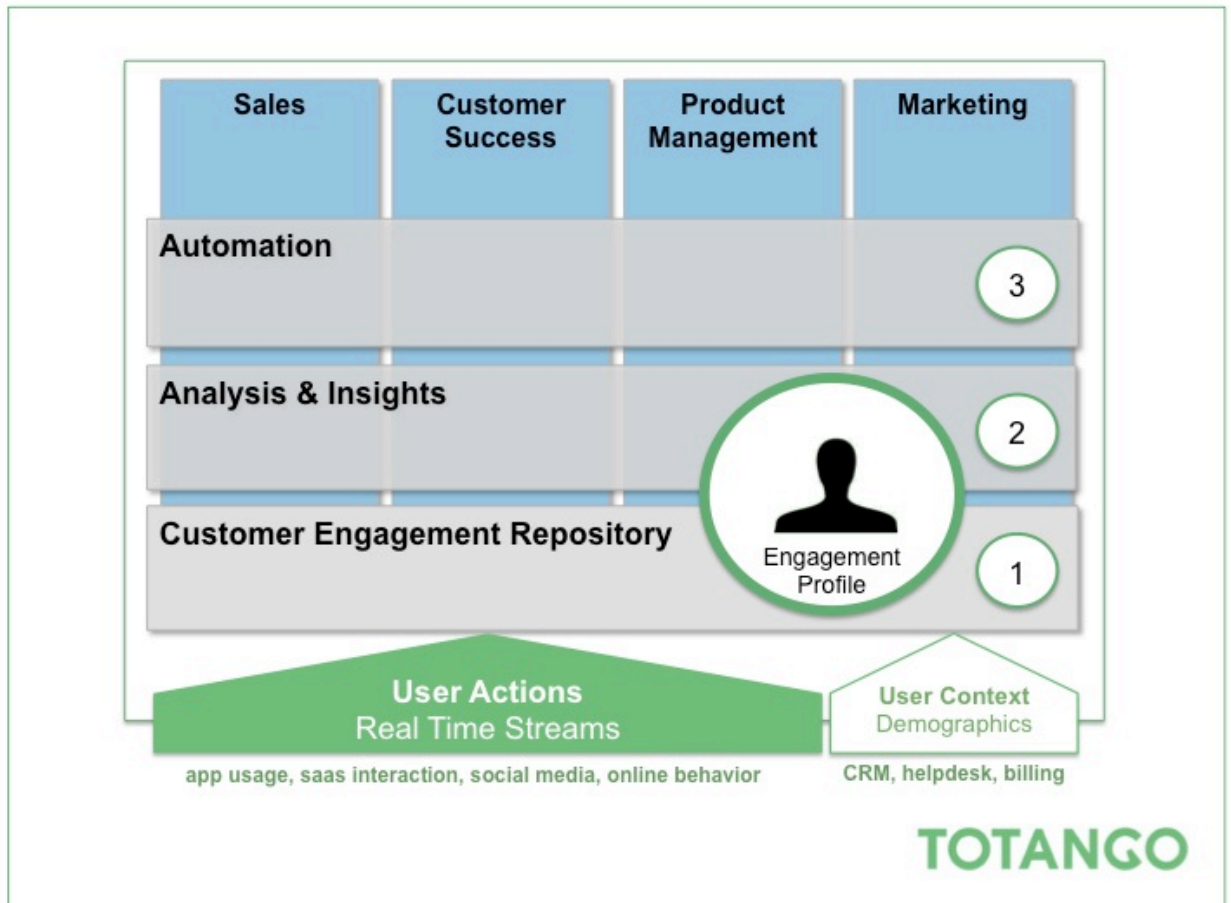 Sales
Customer
Success
Product
Management
Marketing
Automation
3
Analysis & Insights
2
Customer Engagement Repository
Engagement
Profile
1
User Actions
Real Time Streams
User Context
Demographics
app usage, saas interaction, social media, online behavior
CRM, helpdesk, billing
TOTANGO